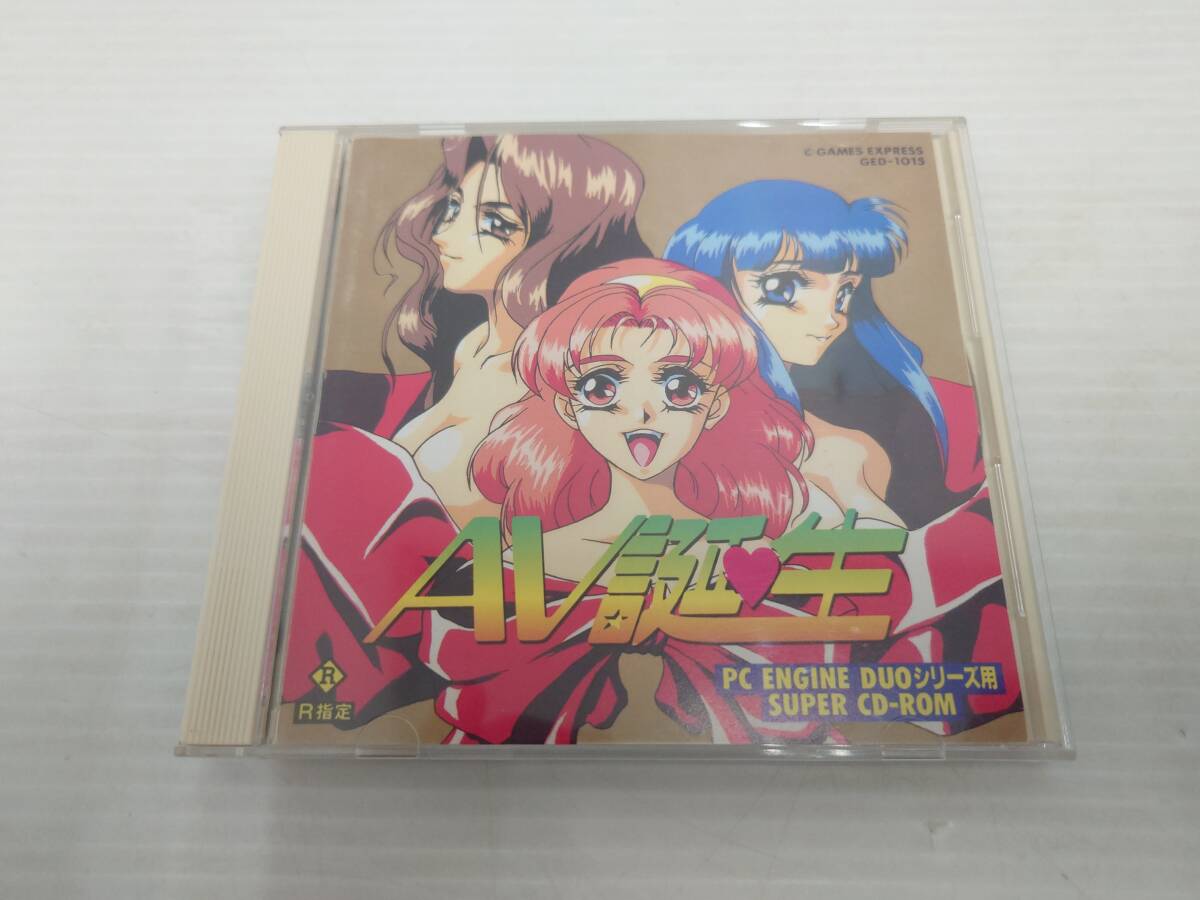 © GAMES EXPRESS
GED-1015
AV誕生
PC ENGINE DUOシリーズ用
SUPER CD-ROM
R
R指定